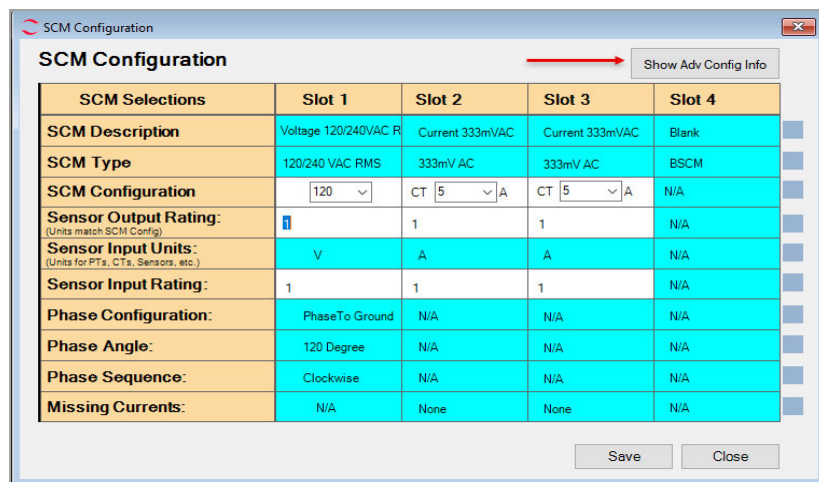 SCM Configuration
SCM Configuration
Show Adv Config Info
SCM Selections Slot 1 Slot 2 Slot 3 Slot 4
SCM Description Voltage 120/240VAC R Current 333mVAC Current 333mVAC Blank
SCM Type 120/240 VAC RMS 333mV AC 333mV AC BSCM
SCM Configuration 120 CT 5 A CT 5 A N/A
Sensor Output Rating: 1 1 1 N/A
(Units match SCM Config)
Sensor Input Units: V A A N/A
(Units for PTs, CTs, Sensors, etc.)
Sensor Input Rating: 1 1 1 N/A
Phase Configuration: PhaseTo Ground N/A N/A N/A
Phase Angle: 120 Degree N/A N/A N/A
Phase Sequence: Clockwise N/A N/A N/A
Missing Currents: N/A None None N/A
Save Close